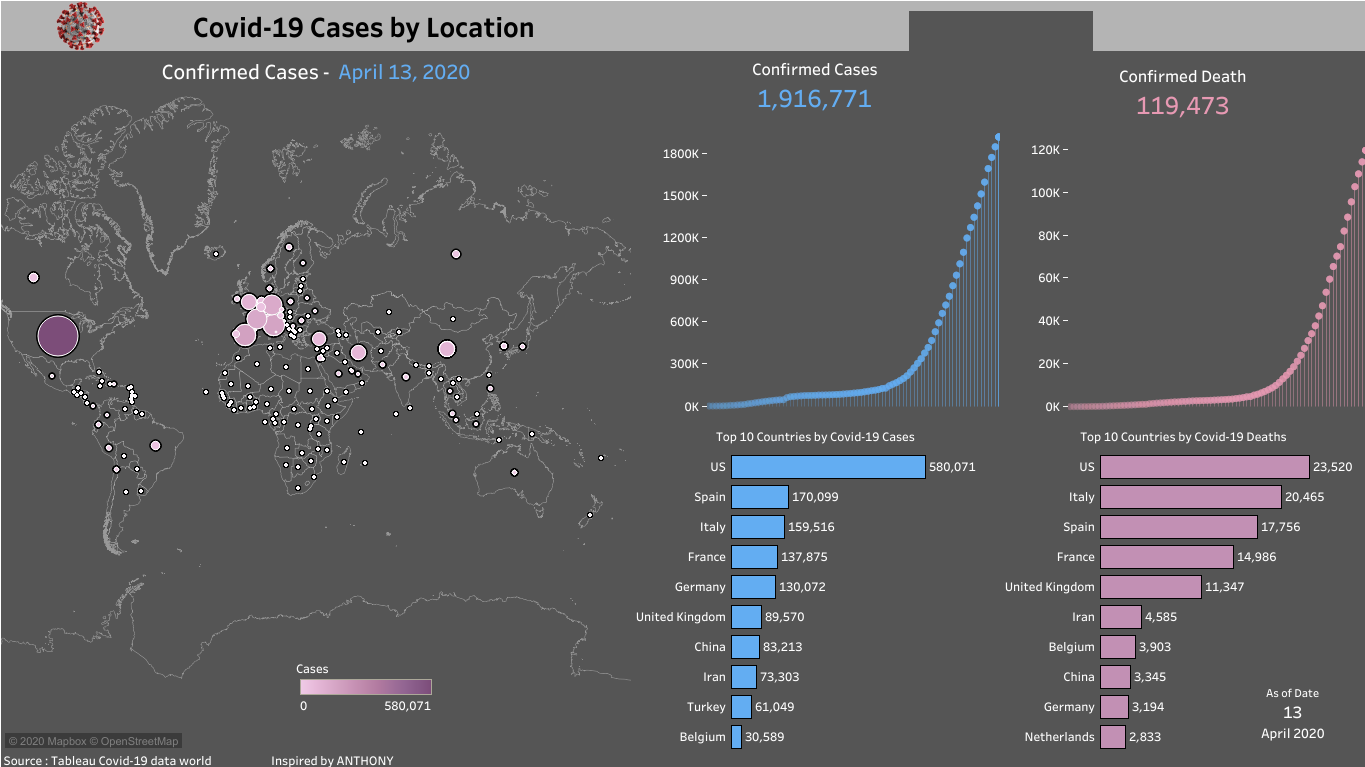 Covid-19 Cases by Location
Confirmed Cases - April 13, 2020
Confirmed Cases
1,916,771
Confirmed Death
119,473
1800K
1500K
1200K
900K
600K
300K
0K
120K
100K
80K
60K
40K
20K
0K
Top 10 Countries by Covid-19 Cases
US 580,071
Spain 170,099
Italy 159,516
France 137,875
Germany 130,072
United Kingdom 89,570
China 83,213
Iran 73,303
Turkey 61,049
Belgium 30,589
Top 10 Countries by Covid-19 Deaths
US 23,520
Italy 20,465
Spain 17,756
France 14,986
United Kingdom 11,347
Iran 4,585
Belgium 3,903
China 3,345
Germany 3,194
Netherlands 2,833
As of Date
13
April 2020
Cases
0 580,071
© 2020 Mapbox © OpenStreetMap
Source : Tableau Covid-19 data world
Inspired by ANTHONY